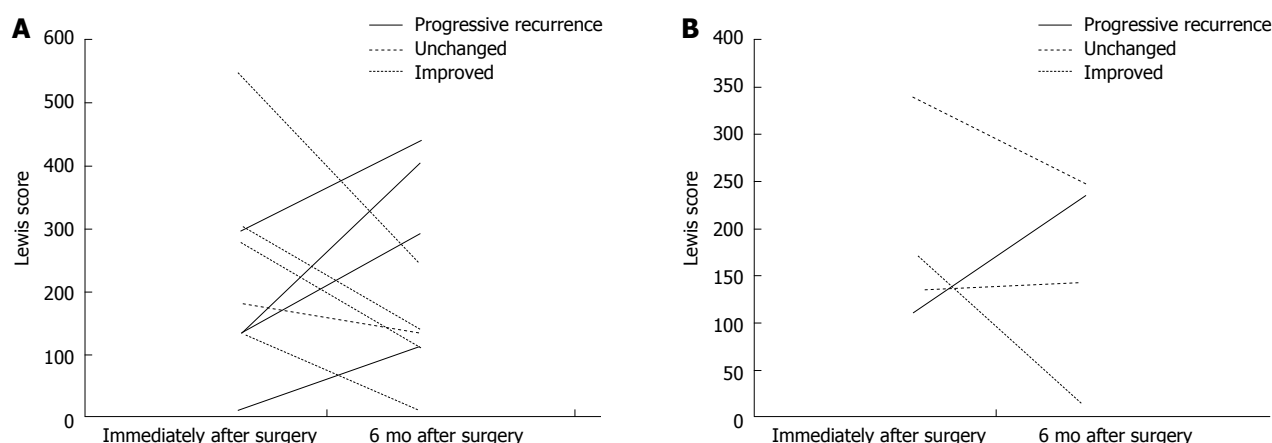 A
Lewis score
600
500
400
300
200
100
0
Progressive recurrence
Unchanged
Improved
Immediately after surgery
6 mo after surgery
B
Lewis score
400
350
300
250
200
150
100
50
0
Progressive recurrence
Unchanged
Improved
Immediately after surgery
6 mo after surgery